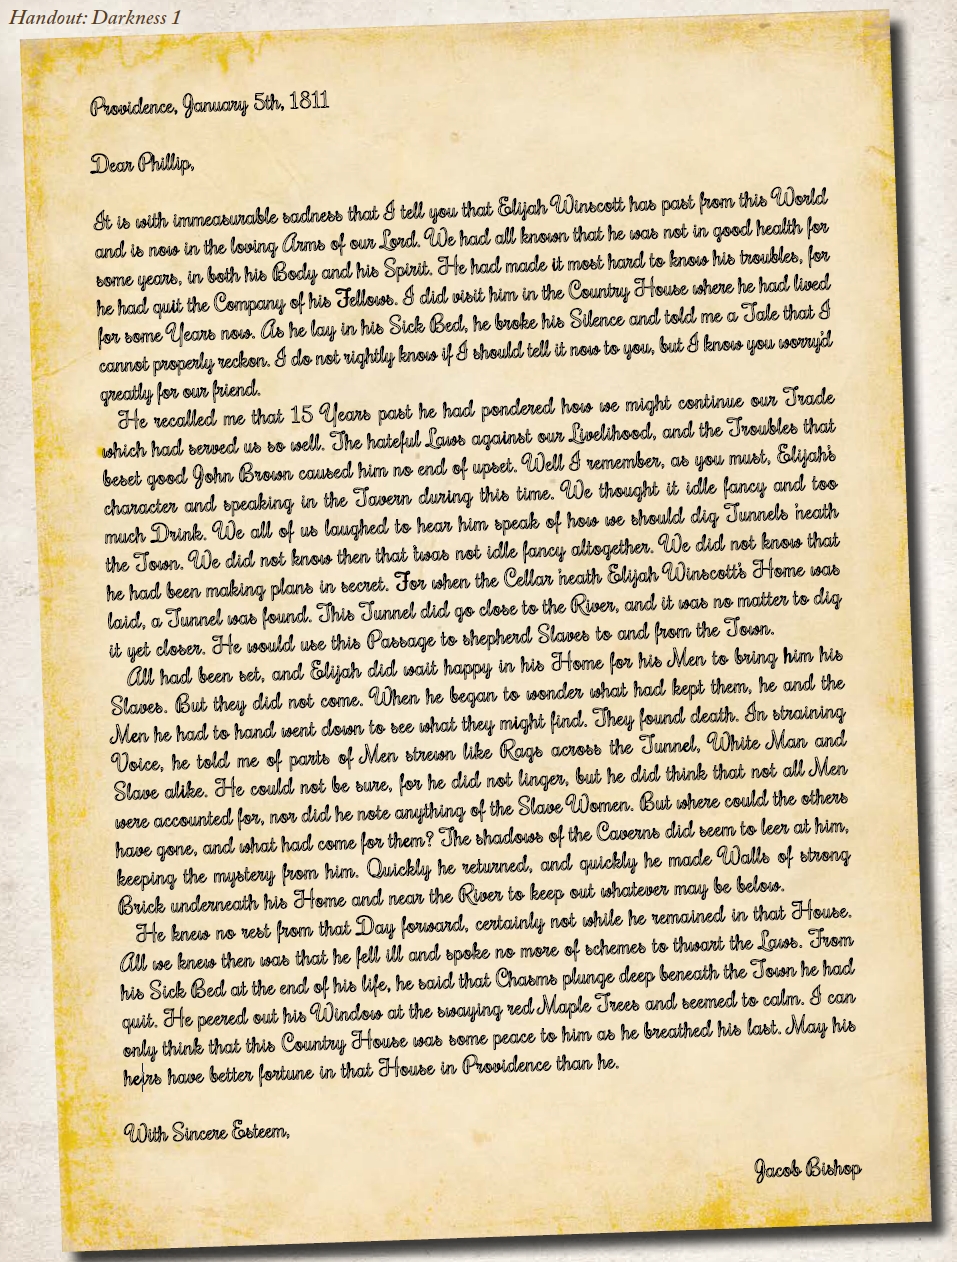 Handout: Darkness 1
Providence, January 5th, 1811
Dear Phillip,
It is with immeasurable sadness that I tell you that Elijah Winscott has past from this World
and is now in the loving Arms of our Lord. We had all known that he was not in good health for
some years, in both his Body and his Spirit. He had made it most hard to know his troubles, for
he had quit the Company of his Fellows. I did visit him in the Country House where he had lived
for some Years now. As he lay in his Sick Bed, he broke his Silence and told me a Tale that I
cannot properly reckon. I do not rightly know if I should tell it now to you, but I know you worry'd
greatly for our friend.
He recalled me that 15 Years past he had pondered how we might continue our Trade
which had served us so well. The hateful Laws against our Livelihood, and the Troubles that
beset good John Brown caused him no end of upset. Well I remember, as you must, Elijah's
character and speaking in the Tavern during this time. We thought it idle fancy and too
much Drink. We all of us laughed to hear him speak of how we should dig Tunnels 'neath
the Town. We did not know then that 'twas not idle fancy altogether. We did not know that
he had been making plans in secret. For when the Cellar 'neath Elijah Winscott's Home was
laid, a Tunnel was found. This Tunnel did go close to the River, and it was no matter to dig
it yet closer. He would use this Passage to shepherd Slaves to and from the Town.
All had been set, and Elijah did wait happy in his Home for his Men to bring him his
Slaves. But they did not come. When he began to wonder what had kept them, he and the
Men he had to hand went down to see what they might find. They found death. In straining
Voice, he told me of parts of Men strewn like Rags across the Tunnel, White Man and
Slave alike. He could not be sure, for he did not linger, but he did think that not all Men
were accounted for, nor did he note anything of the Slave Women. But where could the others
have gone, and what had come for them? The shadows of the Caverns did seem to leer at him,
keeping the mystery from him. Quickly he returned, and quickly he made Walls of strong
Brick underneath his Home and near the River to keep out whatever may be below.
He knew no rest from that Day forward, certainly not while he remained in that House.
All we knew then was that he fell ill and spoke no more of schemes to thwart the Laws. From
his Sick Bed at the end of his life, he said that Chasms plunge deep beneath the Town he had
quit. He peered out his Window at the swaying red Maple Trees and seemed to calm. I can
only think that this Country House was some peace to him as he breathed his last. May his
heirs have better fortune in that House in Providence than he.
With Sincere Esteem,
Jacob Bishop